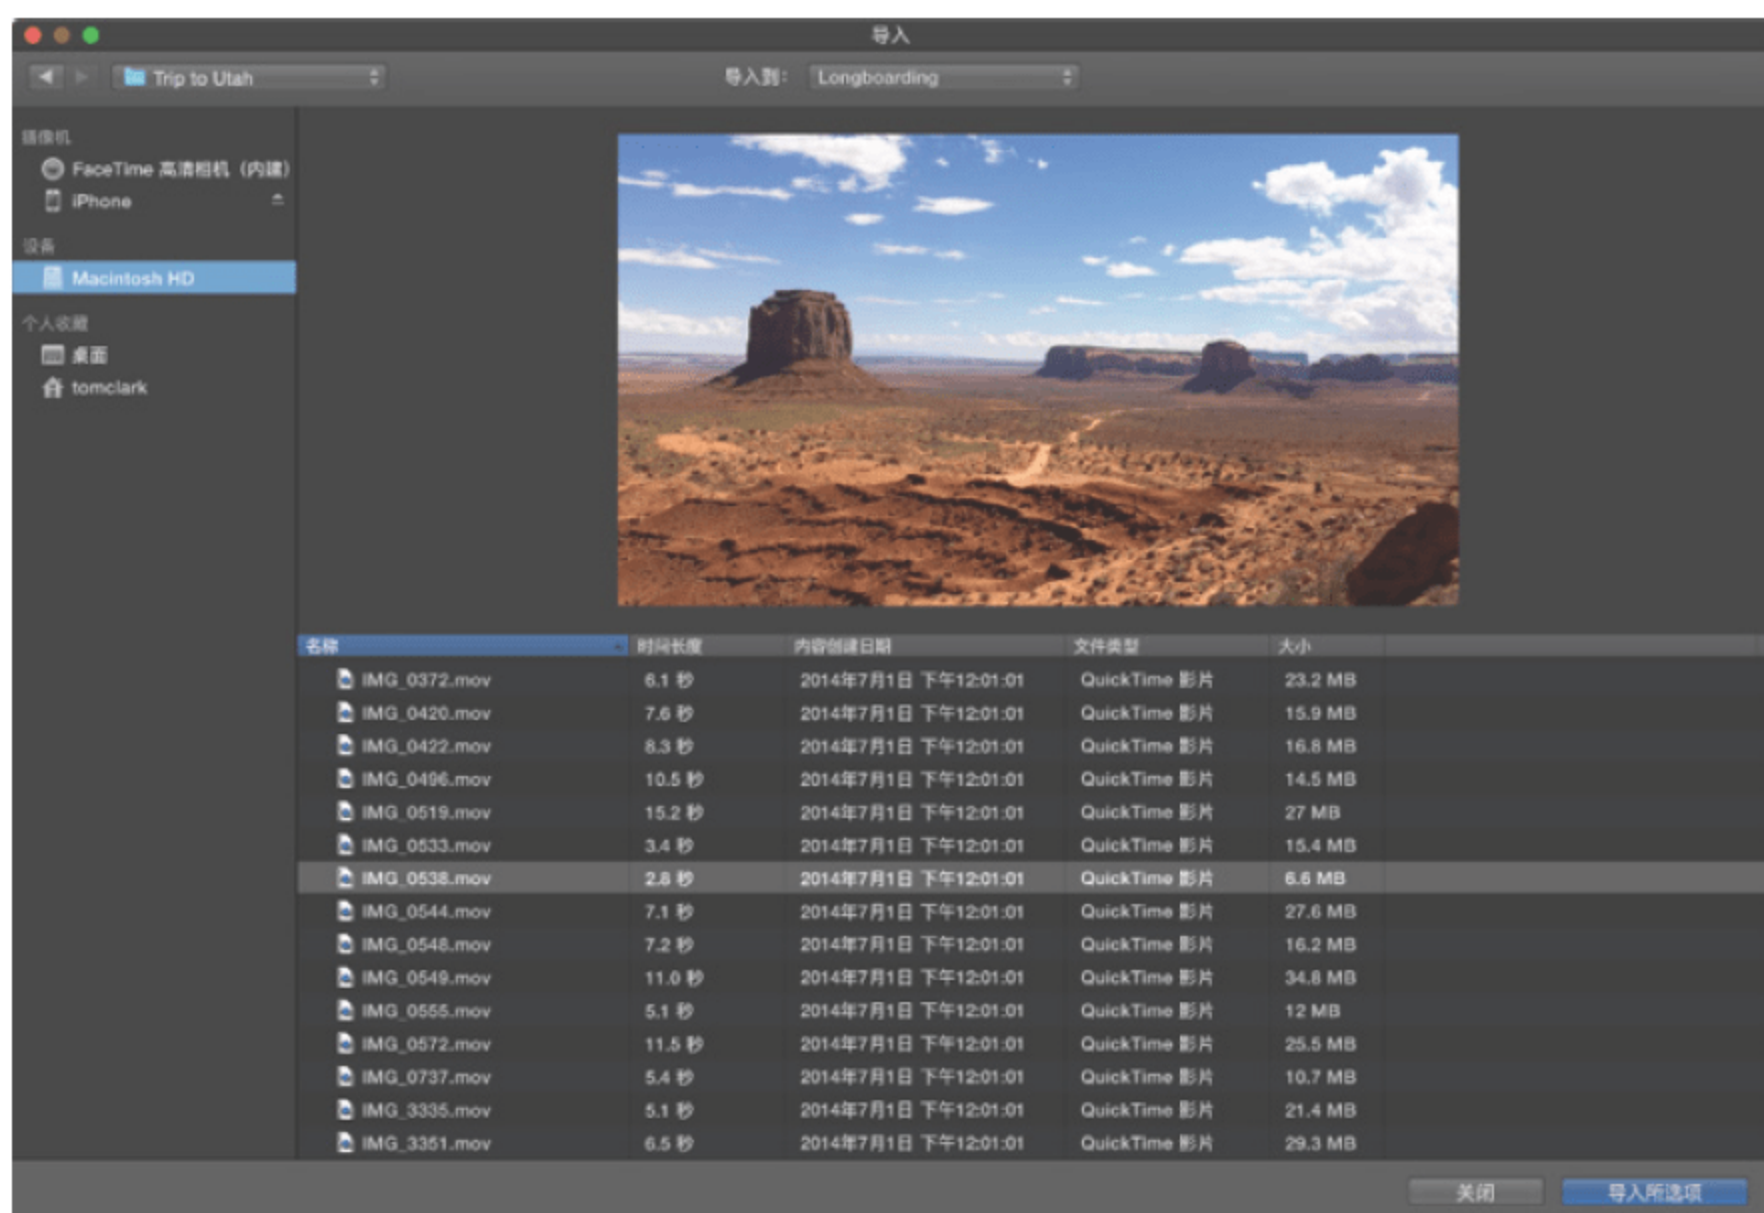 导入
Trip to Utah 导入到: Longboarding
摄像机
FaceTime 高清相机（内建）
iPhone
设备
Macintosh HD
个人收藏
桌面
tomclark
名称 时间长度 内容创建日期 文件类型 大小
IMG_0372.mov 6.1 秒 2014年7月1日 下午12:01:01 QuickTime 影片 23.2 MB
IMG_0420.mov 7.6 秒 2014年7月1日 下午12:01:01 QuickTime 影片 15.9 MB
IMG_0422.mov 8.3 秒 2014年7月1日 下午12:01:01 QuickTime 影片 16.8 MB
IMG_0496.mov 10.5 秒 2014年7月1日 下午12:01:01 QuickTime 影片 14.5 MB
IMG_0519.mov 15.2 秒 2014年7月1日 下午12:01:01 QuickTime 影片 27 MB
IMG_0533.mov 3.4 秒 2014年7月1日 下午12:01:01 QuickTime 影片 15.4 MB
IMG_0538.mov 2.8 秒 2014年7月1日 下午12:01:01 QuickTime 影片 6.6 MB
IMG_0544.mov 7.1 秒 2014年7月1日 下午12:01:01 QuickTime 影片 27.6 MB
IMG_0548.mov 7.2 秒 2014年7月1日 下午12:01:01 QuickTime 影片 16.2 MB
IMG_0549.mov 11.0 秒 2014年7月1日 下午12:01:01 QuickTime 影片 34.8 MB
IMG_0555.mov 5.1 秒 2014年7月1日 下午12:01:01 QuickTime 影片 12 MB
IMG_0572.mov 11.5 秒 2014年7月1日 下午12:01:01 QuickTime 影片 25.5 MB
IMG_0737.mov 5.4 秒 2014年7月1日 下午12:01:01 QuickTime 影片 10.7 MB
IMG_3335.mov 5.1 秒 2014年7月1日 下午12:01:01 QuickTime 影片 21.4 MB
IMG_3351.mov 6.5 秒 2014年7月1日 下午12:01:01 QuickTime 影片 29.3 MB
关闭 导入所选项